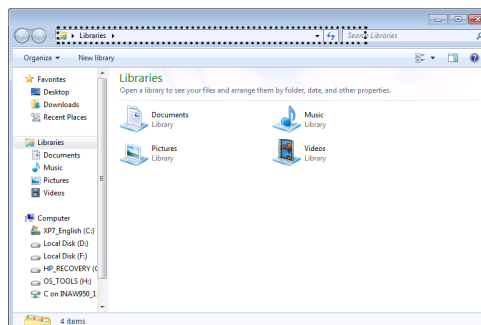 Libraries
Search Libraries
Organize
New library
Favorites
Desktop
Downloads
Recent Places
Libraries
Documents
Music
Pictures
Videos
Computer
XP7_English (C:)
Local Disk (D:)
Local Disk (F:)
HP_RECOVERY (
OS_TOOLS (H:)
C on INAW950_1
Libraries
Open a library to see your files and arrange them by folder, date, and other properties.
Documents
Library
Music
Library
Pictures
Library
Videos
Library
4 items